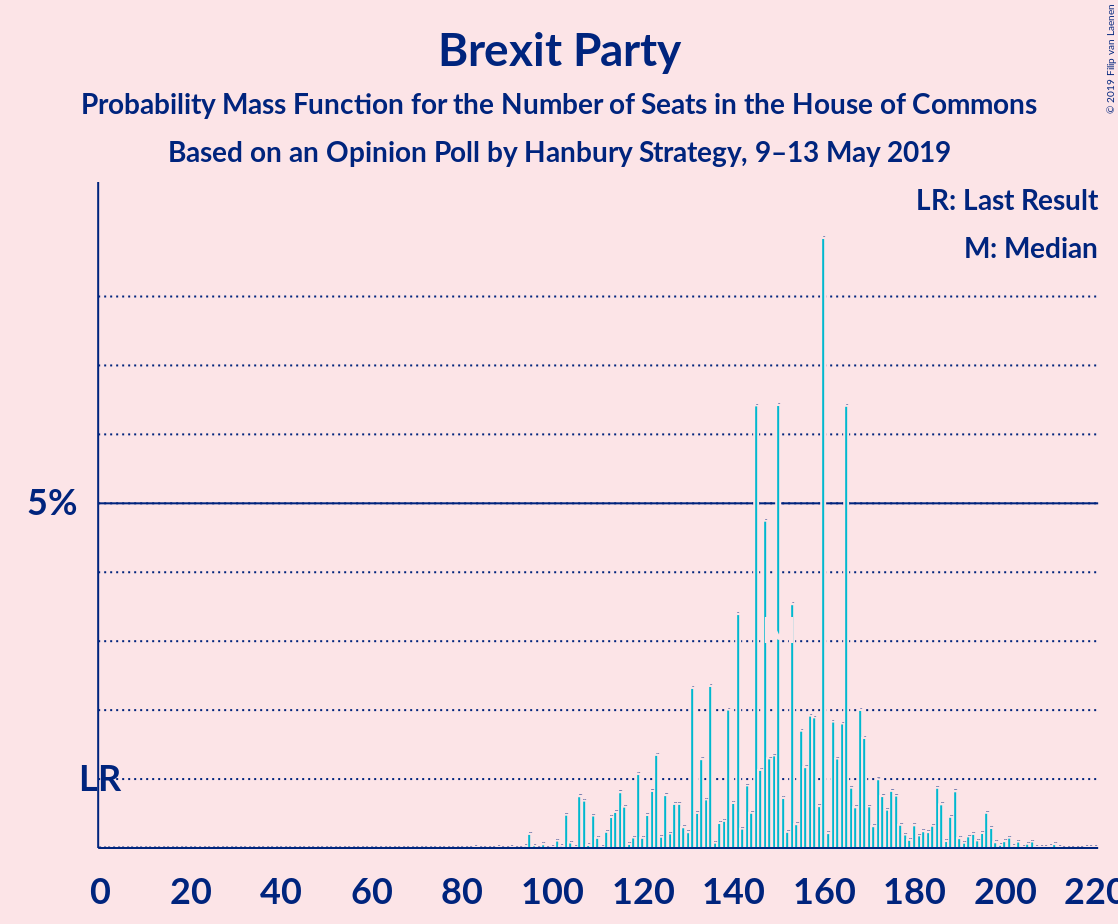 Brexit Party
Probability Mass Function for the Number of Seats in the House of Commons
Based on an Opinion Poll by Hanbury Strategy, 9–13 May 2019
© 2019 Filip van Laenen
LR: Last Result
M: Median
5%
LR
0 20 40 60 80 100 120 140 160 180 200 220